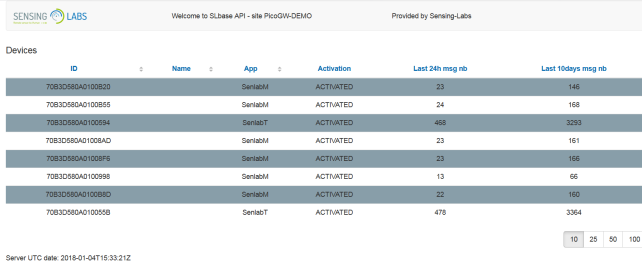 SENSING LABS
Welcome to SLbase API - site PicoGW-DEMO
Provided by Sensing-Labs
Devices
ID Name App Activation Last 24h msg nb Last 10days msg nb
70B3D580A0100B20 SenlabM ACTIVATED 23 146
70B3D580A0100B55 SenlabM ACTIVATED 24 168
70B3D580A0100594 SenlabT ACTIVATED 468 3293
70B3D580A01008AD SenlabM ACTIVATED 23 161
70B3D580A01008F6 SenlabM ACTIVATED 23 166
70B3D580A0100998 SenlabM ACTIVATED 13 66
70B3D580A0100B8D SenlabM ACTIVATED 22 160
70B3D580A010055B SenlabT ACTIVATED 478 3364
10 25 50 100
Server UTC date: 2018-01-04T15:33:21Z